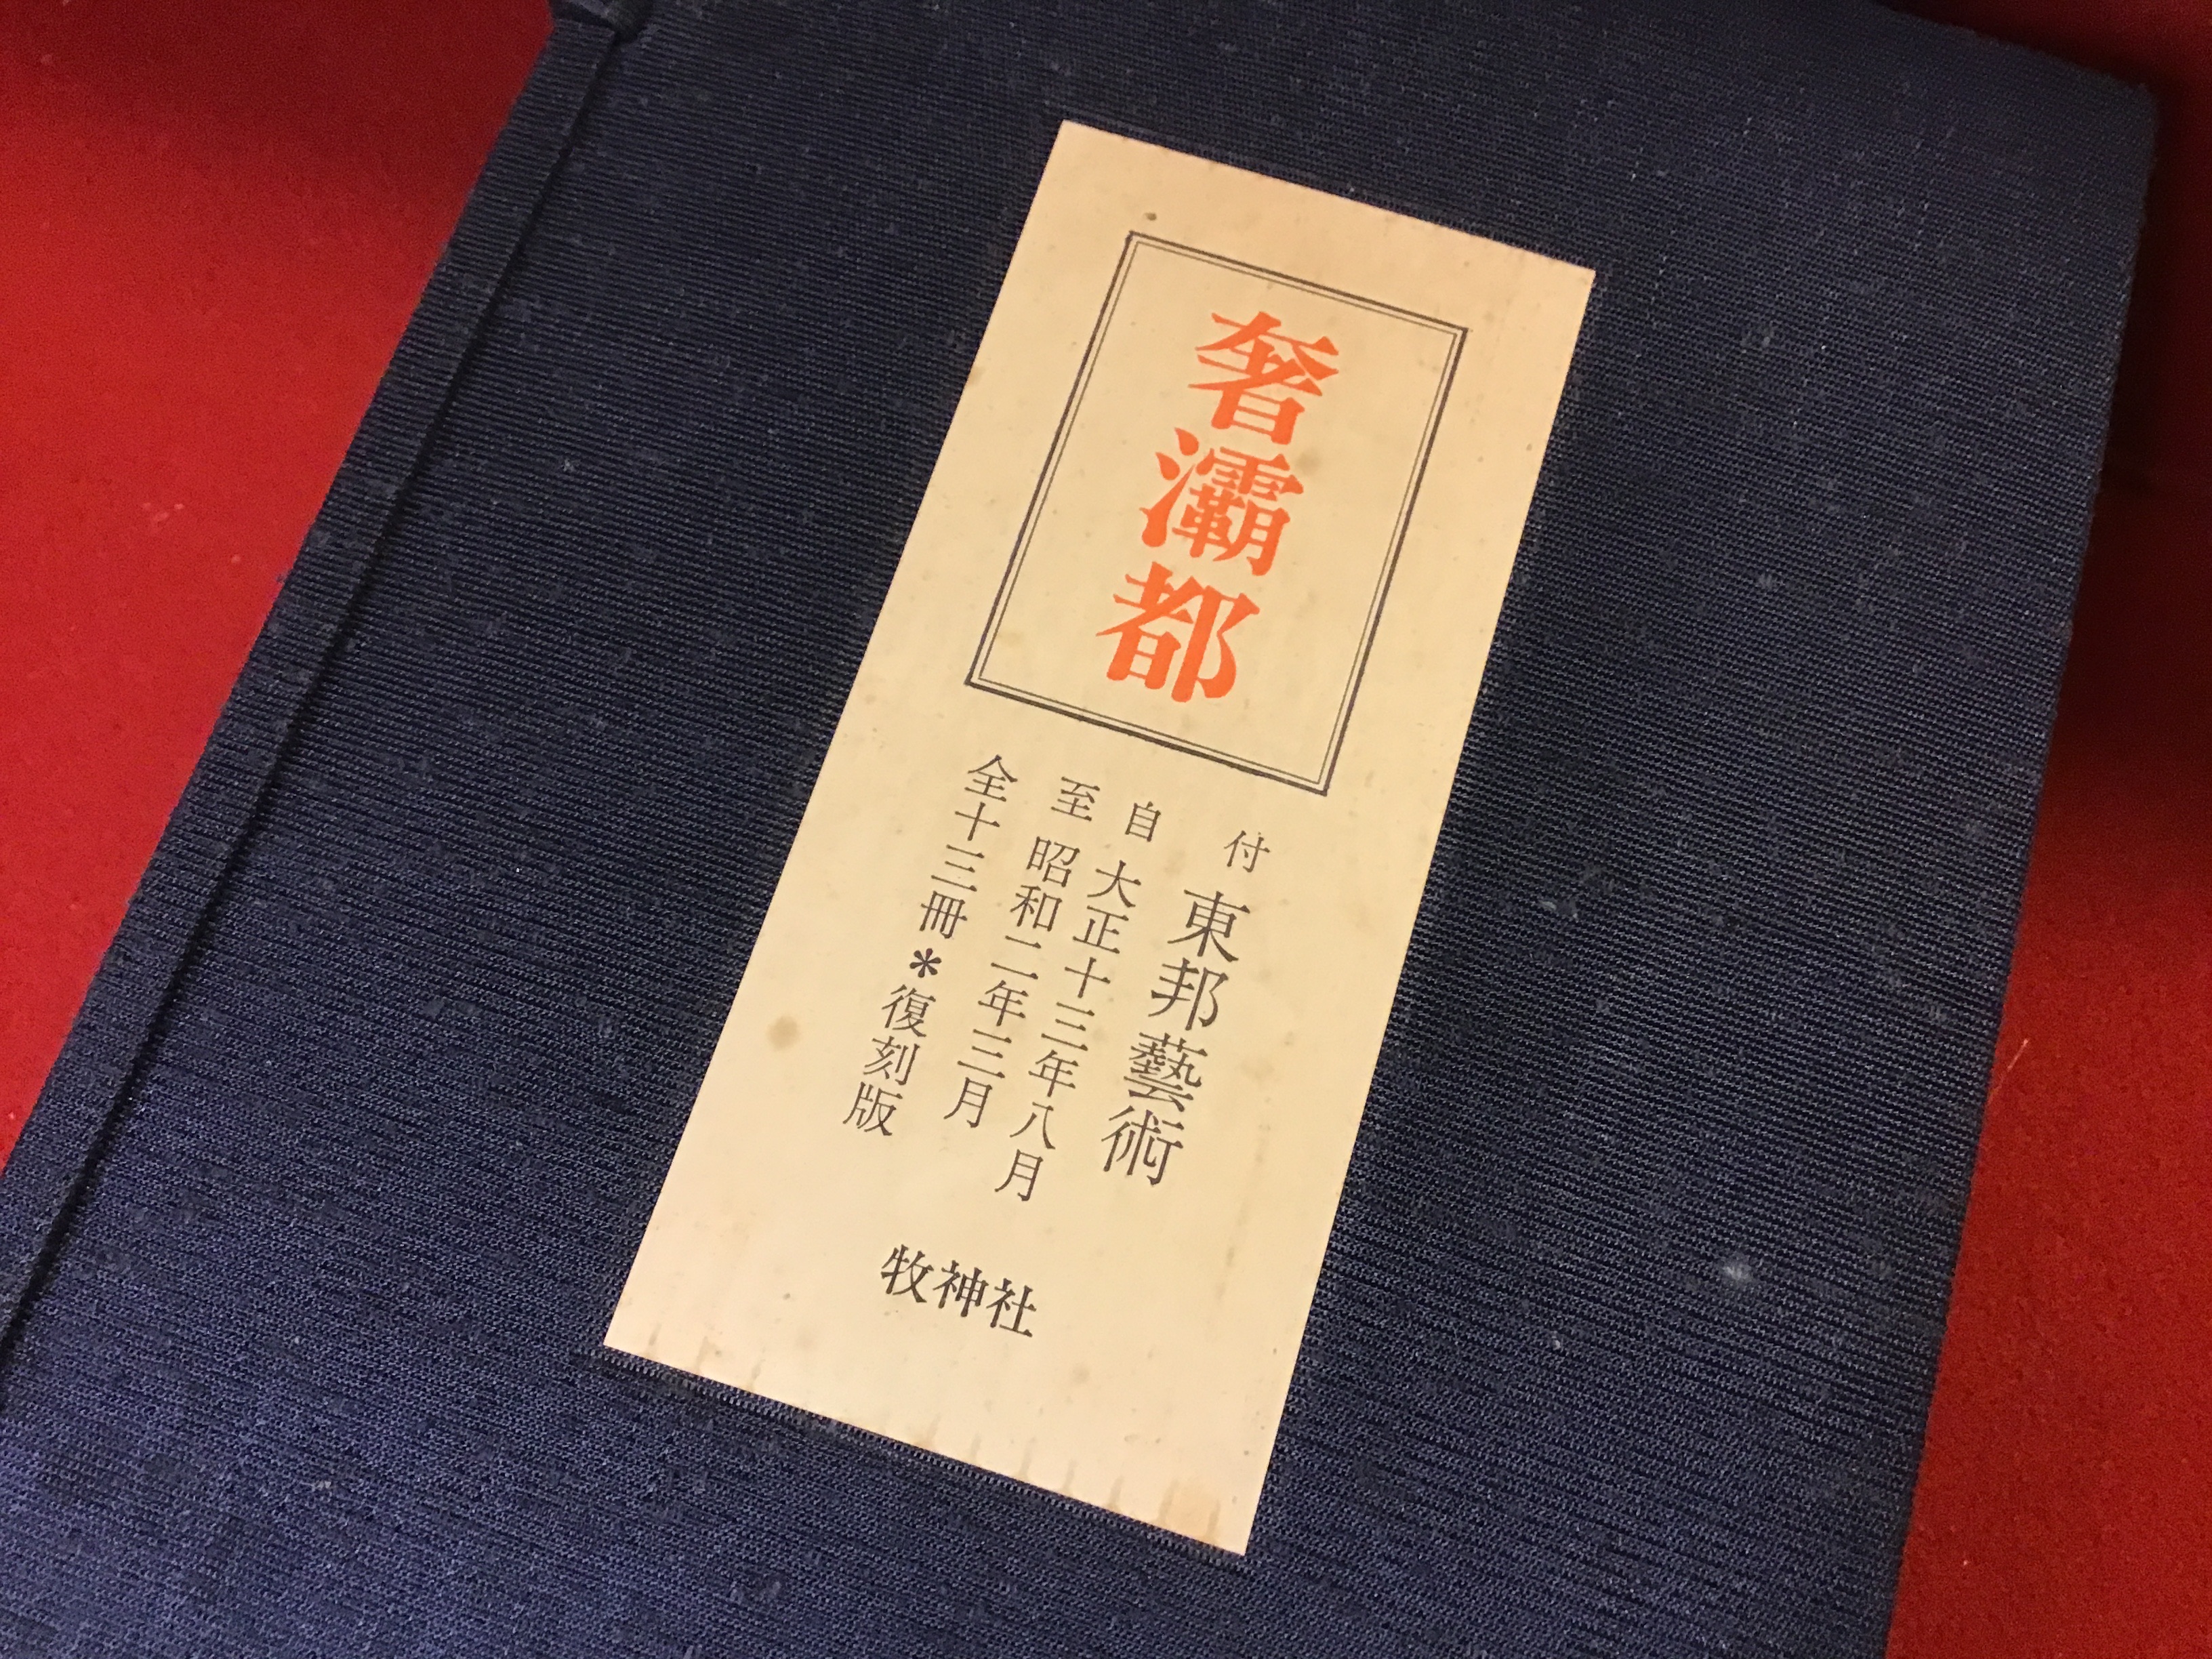 奢灞都
付 東邦藝術
自 大正十三年八月
至 昭和二年三月
全十三冊＊復刻版
牧神社